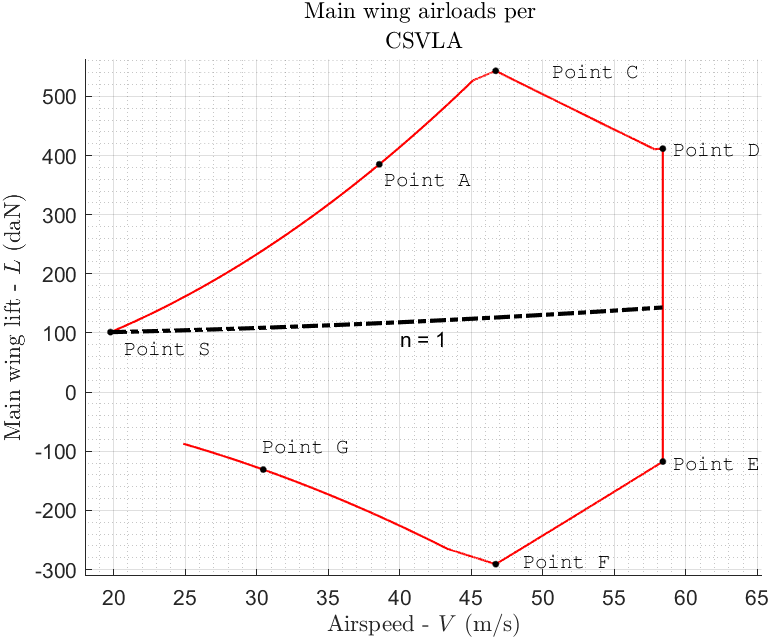 Main wing airloads per
CSVLA
Main wing lift - L (daN)
500
400
300
200
100
0
-100
-200
-300
Point C
Point D
Point A
Point S
n = 1
Point G
Point E
Point F
20
25
30
35
40
45
50
55
60
65
Airspeed - V (m/s)